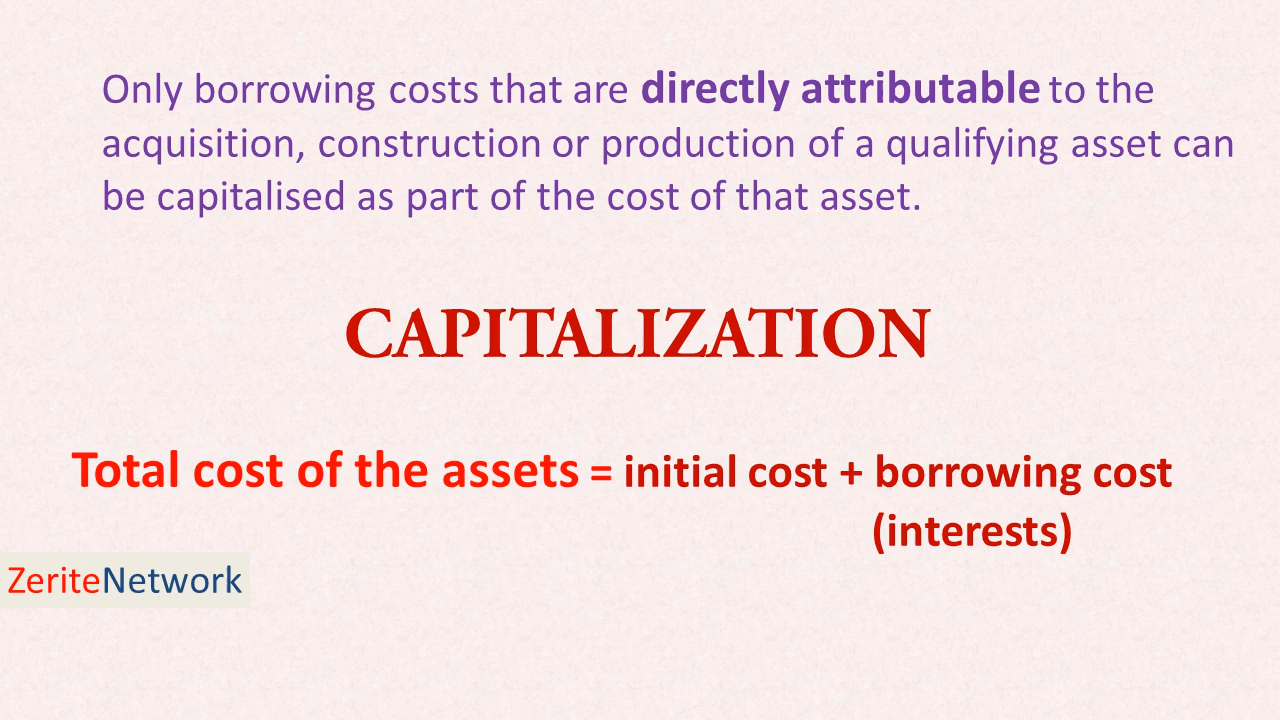 Only borrowing costs that are directly attributable to the
acquisition, construction or production of a qualifying asset can
be capitalised as part of the cost of that asset.
CAPITALIZATION
Total cost of the assets = initial cost + borrowing cost
(interests)
ZeriteNetwork